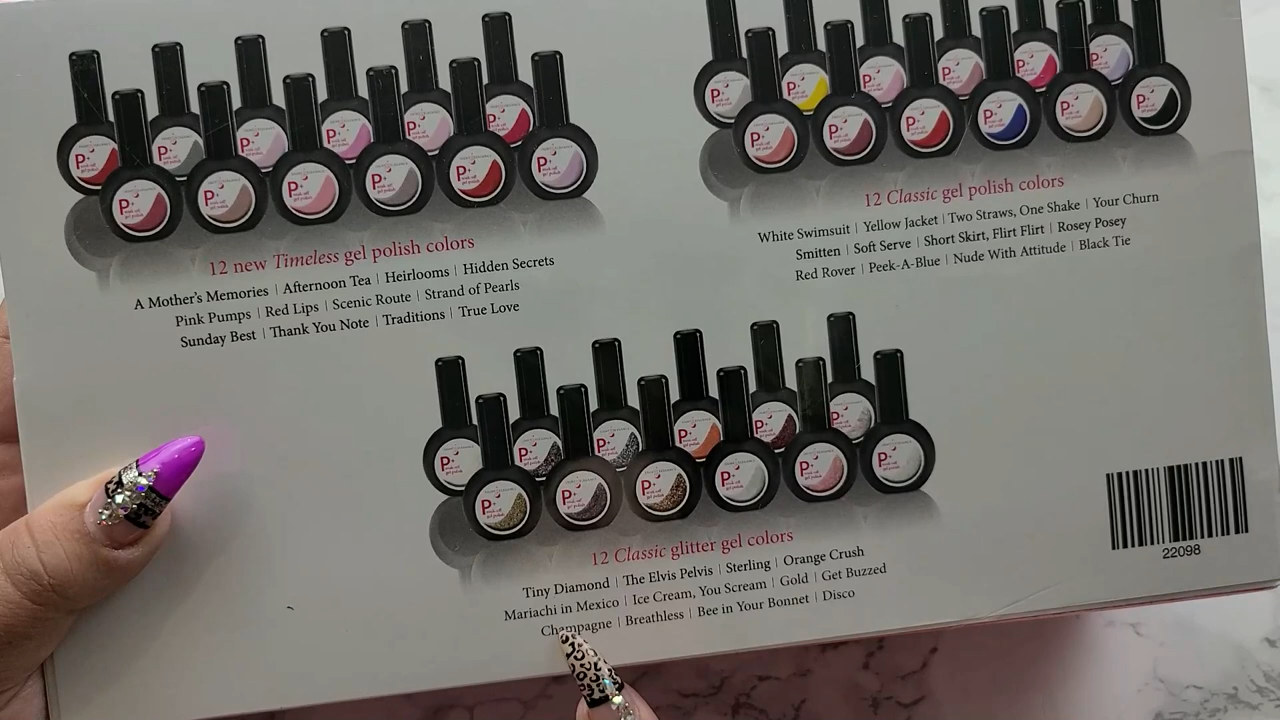 12 new Timeless gel polish colors
A Mother's Memories | Afternoon Tea | Heirlooms | Hidden Secrets
Pink Pumps | Red Lips | Scenic Route | Strand of Pearls
Sunday Best | Thank You Note | Traditions | True Love
12 Classic gel polish colors
White Swimsuit | Yellow Jacket | Two Straws, One Shake | Your Churn
Smitten | Soft Serve | Short Skirt, Flirt Flirt | Rosey Posey
Red Rover | Peek-A-Blue | Nude With Attitude | Black Tie
12 Classic glitter gel colors
Tiny Diamond | The Elvis Pelvis | Sterling | Orange Crush
Mariachi in Mexico | Ice Cream, You Scream | Gold | Get Buzzed
Champagne | Breathless | Bee in Your Bonnet | Disco
22098